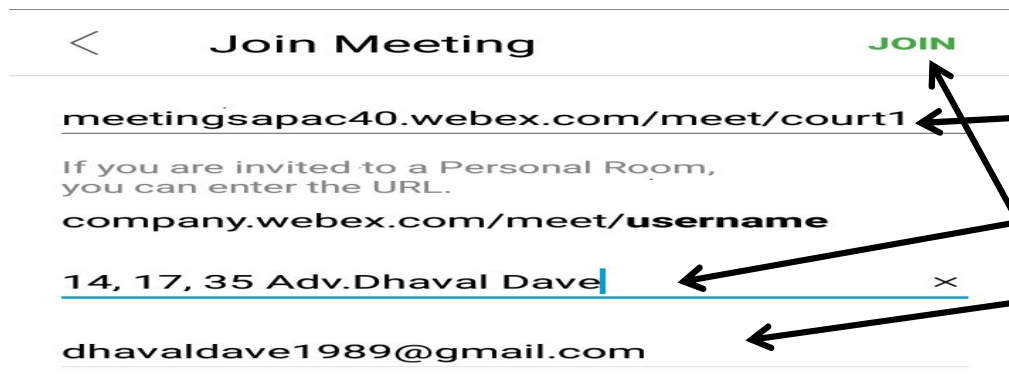 Join Meeting JOIN
meetingsapac40.webex.com/meet/court1
If you are invited to a Personal Room,
you can enter the URL.
company.webex.com/meet/username
14, 17, 35 Adv.Dhaval Dave
dhavaldave1989@gmail.com